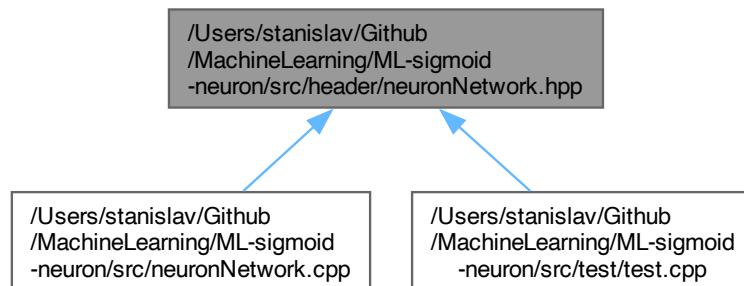 /Users/stanislav/Github
/MachineLearning/ML-sigmoid
-neuron/src/header/neuronNetwork.hpp
/Users/stanislav/Github
/MachineLearning/ML-sigmoid
-neuron/src/neuronNetwork.cpp
/Users/stanislav/Github
/MachineLearning/ML-sigmoid
-neuron/src/test/test.cpp